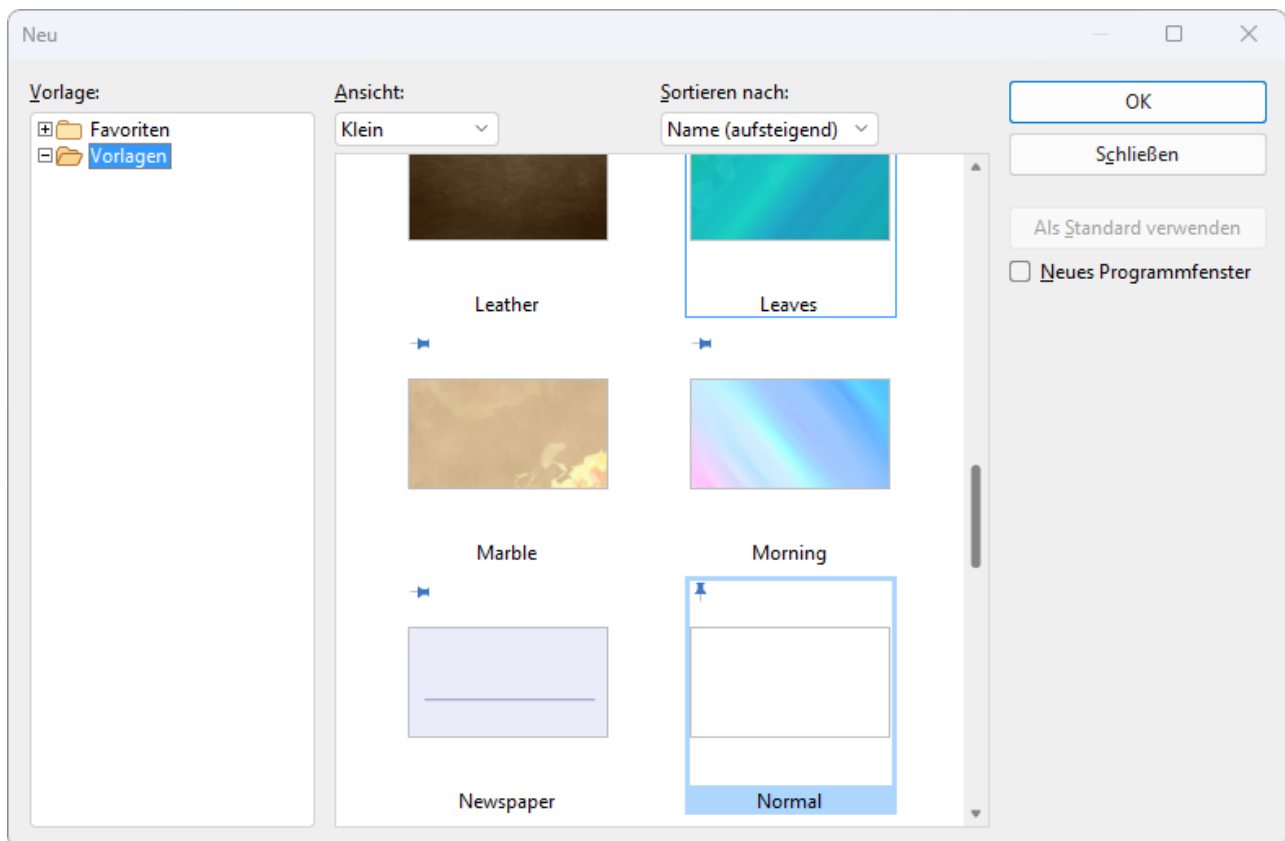 Neu
Vorlage:
Favoriten
Vorlagen
Ansicht:
Klein
Sortieren nach:
Name (aufsteigend)
Leather
Leaves
Marble
Morning
Newspaper
Normal
OK
Schließen
Als Standard verwenden
Neues Programmfenster